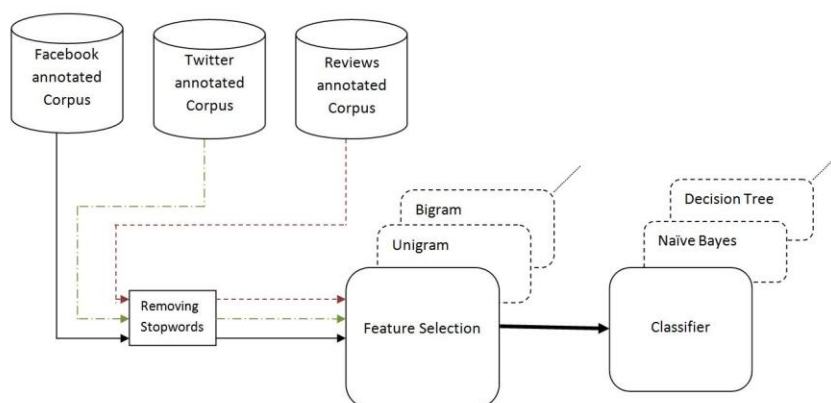 Facebook
annotated
Corpus
Twitter
annotated
Corpus
Reviews
annotated
Corpus
Decision Tree
Bigram
Naïve Bayes
Unigram
Removing
Stopwords
Feature Selection
Classifier